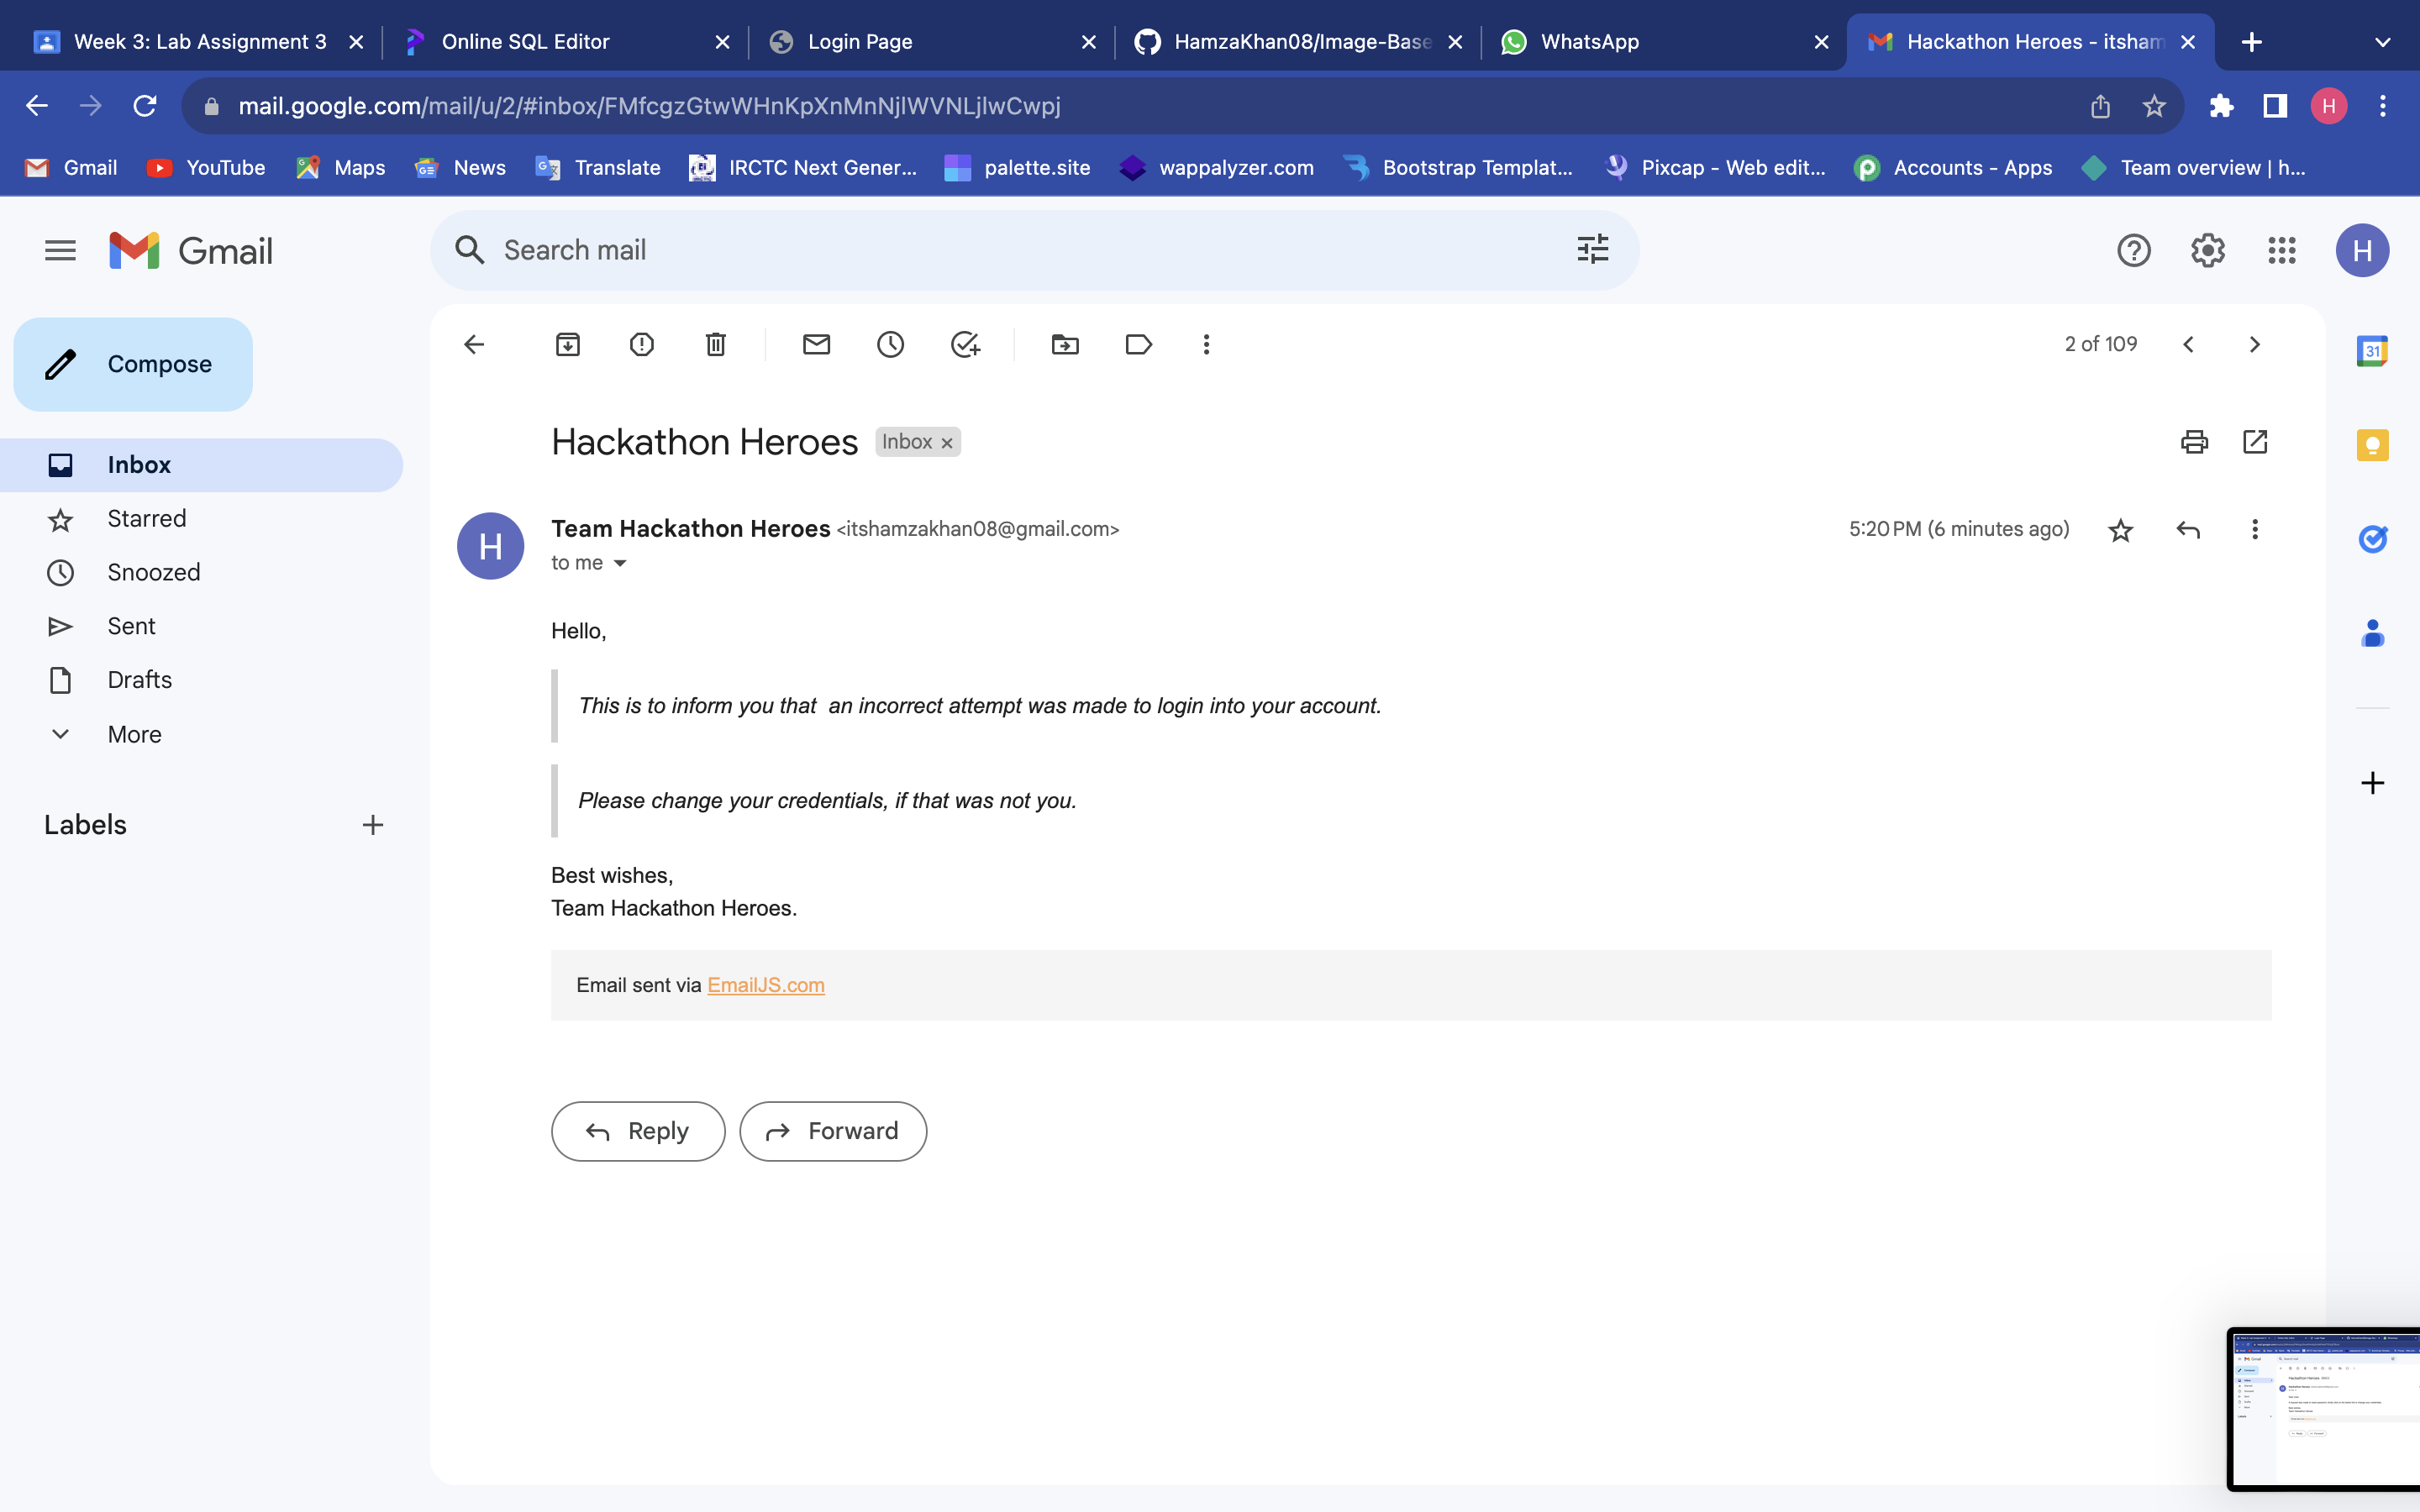 Week 3: Lab Assignment 3
Online SQL Editor
Login Page
HamzaKhan08/Image-Base
WhatsApp
Hackathon Heroes - itsham
mail.google.com/mail/u/2/#inbox/FMfcgzGtwWHnKpXnMnNjlWVNLjlwCwpj
H
Gmail
YouTube
Maps
News
Translate
IRCTC Next Gener...
palette.site
wappalyzer.com
Bootstrap Templat...
Pixcap - Web edit...
Accounts - Apps
Team overview | h...
Gmail
Search mail
H
Compose
2 of 109
31
Inbox
Starred
Snoozed
Sent
Drafts
More
Labels
Hackathon Heroes Inbox
H
Team Hackathon Heroes <itshamzakhan08@gmail.com>
5:20 PM (6 minutes ago)
to me
Hello,
This is to inform you that  an incorrect attempt was made to login into your account.
Please change your credentials, if that was not you.
Best wishes,
Team Hackathon Heroes.
Email sent via EmailJS.com
Reply
Forward